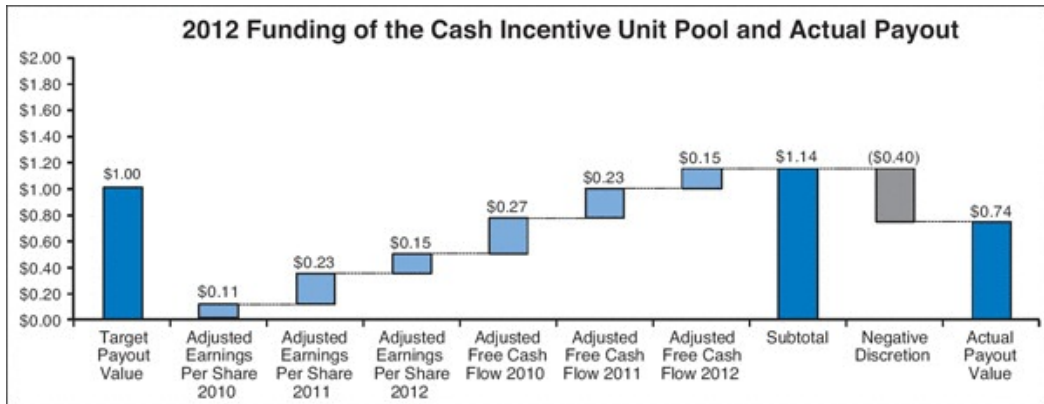 2012 Funding of the Cash Incentive Unit Pool and Actual Payout
$2.00
$1.80
$1.60
$1.40
$1.20
$1.00
$0.80
$0.60
$0.40
$0.20
$0.00
$1.00
$0.11
$0.23
$0.15
$0.27
$0.23
$0.15
$1.14
($0.40)
$0.74
Target
Payout
Value
Adjusted
Earnings
Per Share
2010
Adjusted
Earnings
Per Share
2011
Adjusted
Earnings
Per Share
2012
Adjusted
Free Cash
Flow 2010
Adjusted
Free Cash
Flow 2011
Adjusted
Free Cash
Flow 2012
Subtotal
Negative
Discretion
Actual
Payout
Value